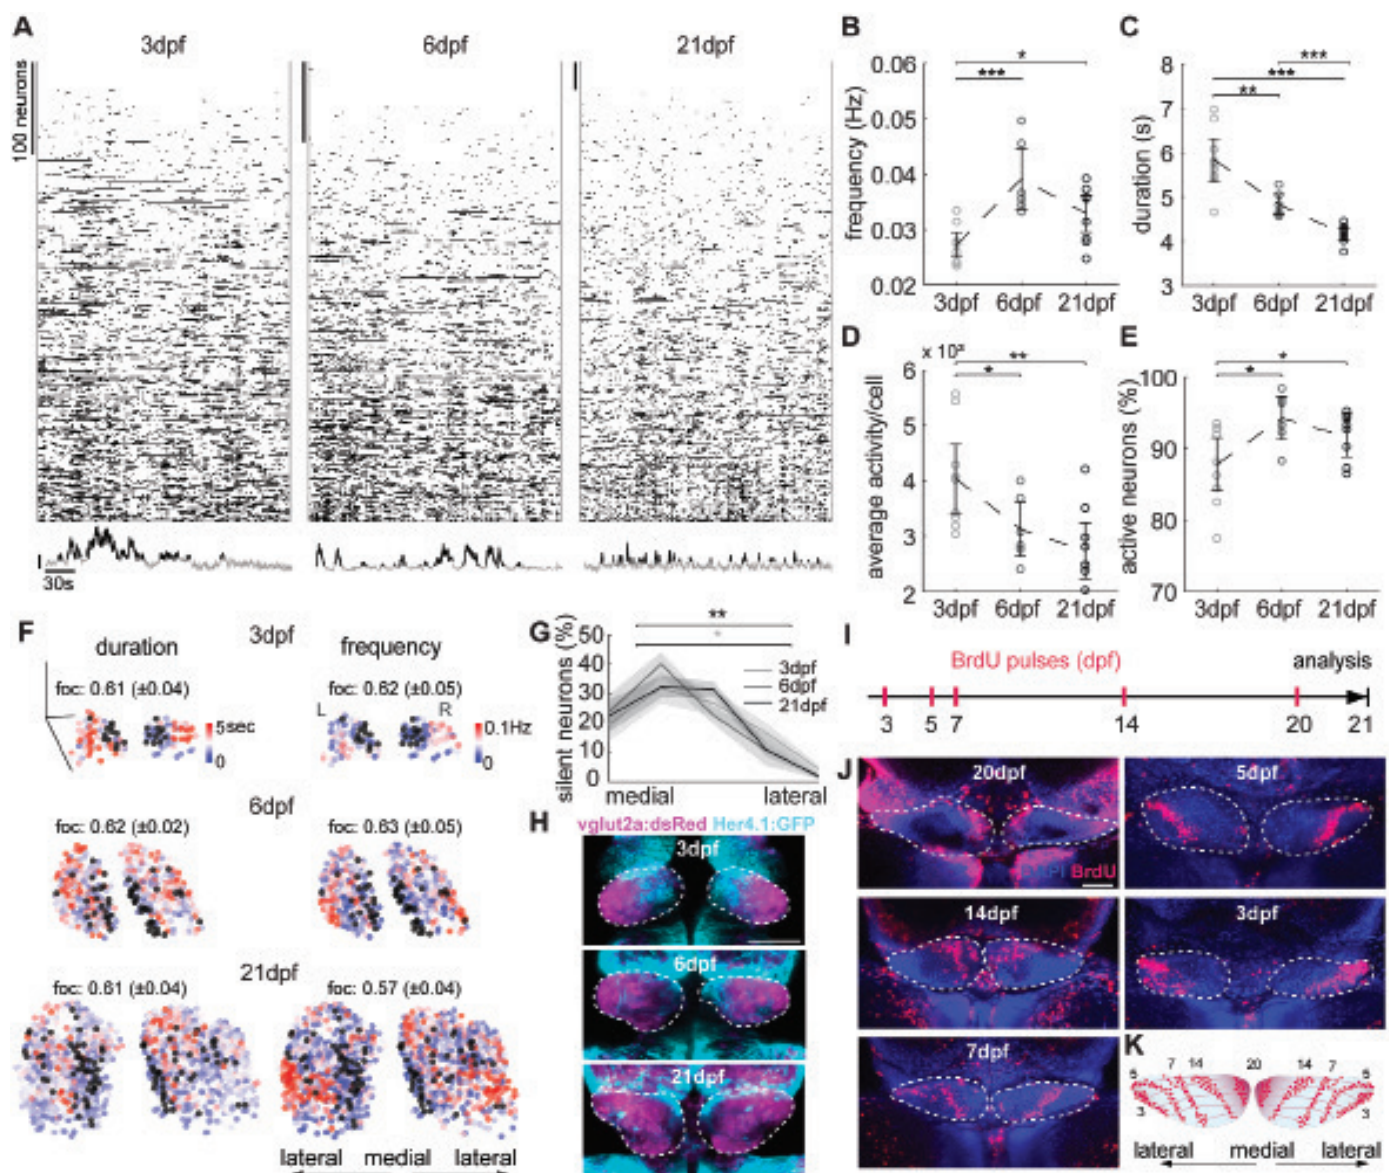 A
3dpf
6dpf
21dpf
100 neurons
30s
B
* 
***
frequency (Hz)
0.06
0.05
0.04
0.03
0.02
3dpf 6dpf 21dpf
C
***
***
**
duration (s)
8
7
6
5
4
3
3dpf 6dpf 21dpf
D
x 10³
**
*
average activity/cell
6
5
4
3
2
3dpf 6dpf 21dpf
E
*
*
active neurons (%)
100
90
80
70
3dpf 6dpf 21dpf
F
3dpf
duration
frequency
foc: 0.61 (±0.04)
foc: 0.62 (±0.05)
L
R
5sec
0
0.1Hz
0
6dpf
foc: 0.62 (±0.02)
foc: 0.63 (±0.05)
21dpf
foc: 0.61 (±0.04)
foc: 0.57 (±0.04)
lateral medial lateral
G
**
*
silent neurons (%)
50
40
30
20
10
0
3dpf
6dpf
21dpf
medial lateral
H
vglut2a:dsRed Her4.1:GFP
3dpf
6dpf
21dpf
I
BrdU pulses (dpf)
analysis
3 5 7 14 20 21
J
20dpf
DAPI BrdU
5dpf
14dpf
3dpf
7dpf
K
5 7 14 20 14 7 5
3 3
lateral medial lateral